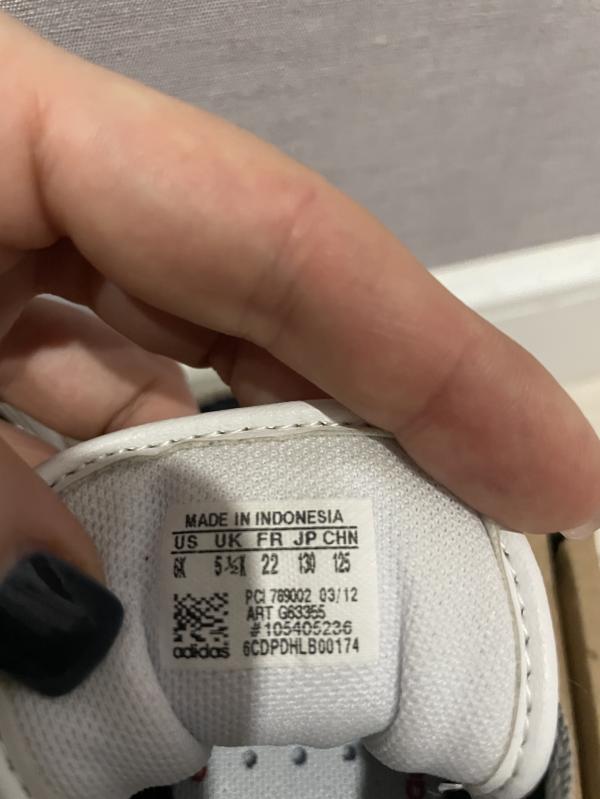 MADE IN INDONESIA
US UK FR JP CHN
6K 5½K 22 130 125
PCI 789002 03/12
ART G63355
#105405236
adidas 6CDPDHLB00174